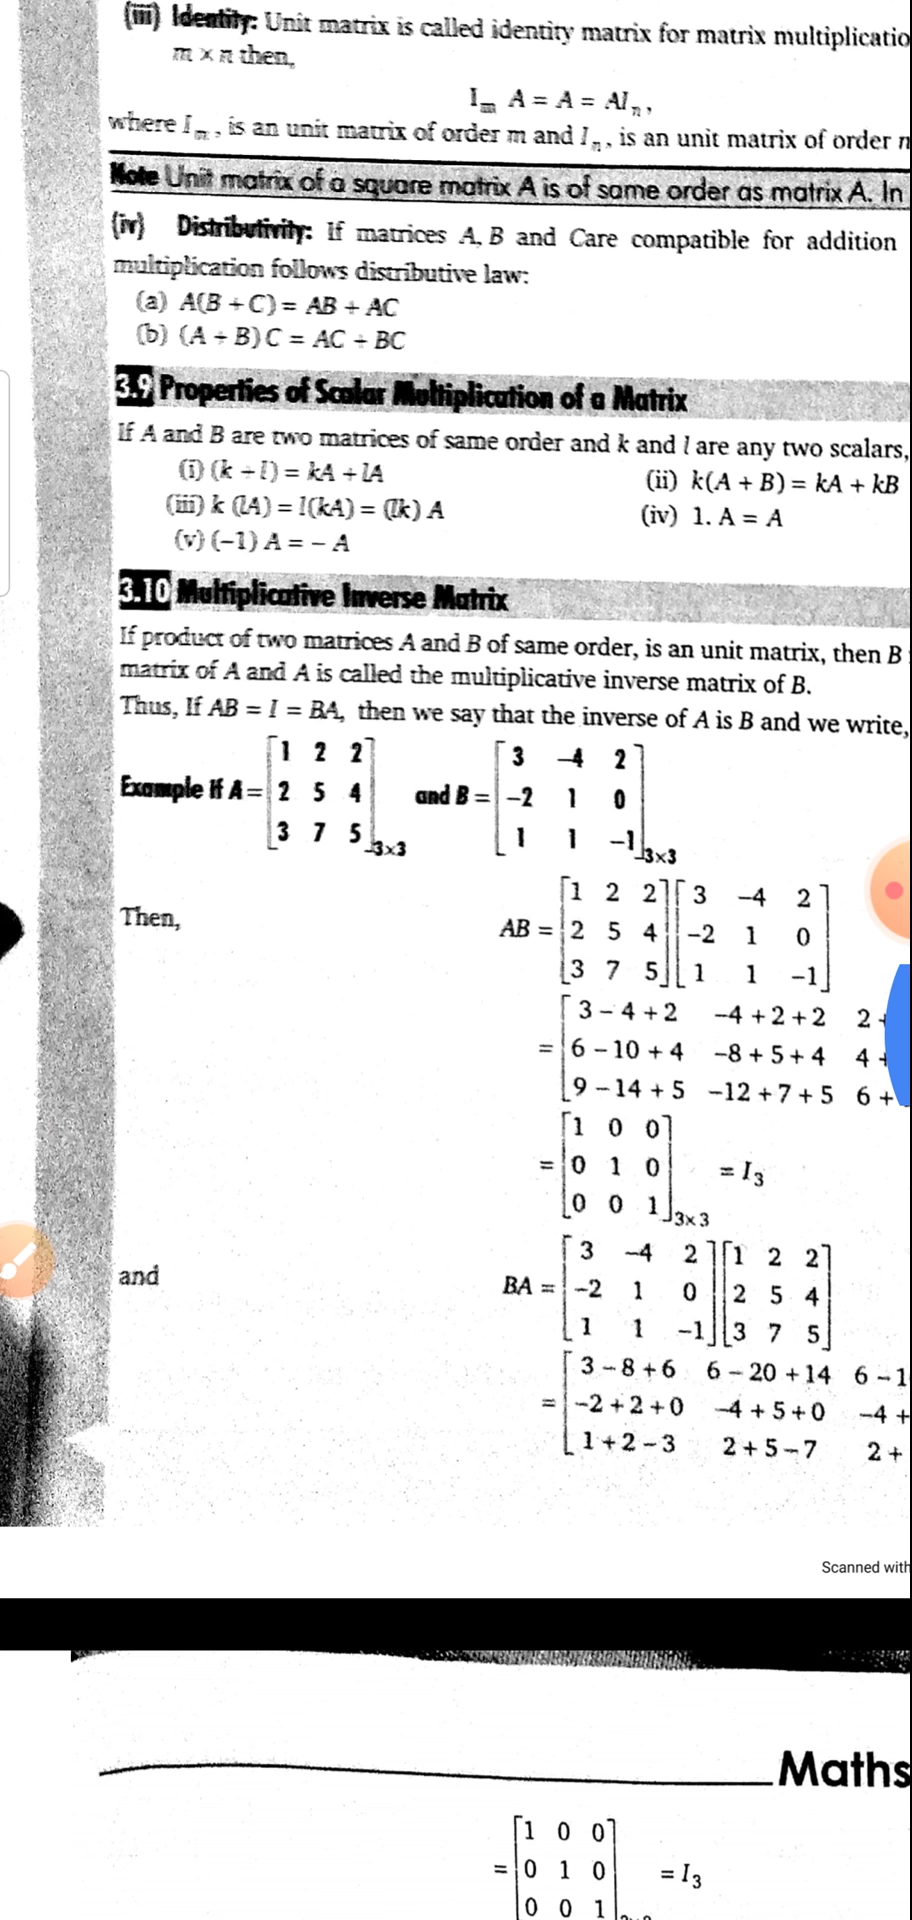 (iii) Identity: Unit matrix is called identity matrix for matrix multiplicatio
m × n then,
I_m A = A = AI_n,
where I_m, is an unit matrix of order m and I_n, is an unit matrix of order n
Note Unit matrix of a square matrix A is of same order as matrix A. In
(iv) Distributivity: If matrices A, B and Care compatible for addition
multiplication follows distributive law:
(a) A(B + C) = AB + AC
(b) (A + B) C = AC + BC
3.9 Properties of Scalar Multiplication of a Matrix
If A and B are two matrices of same order and k and l are any two scalars,
(i) (k + l) = kA + lA (ii) k(A + B) = kA + kB
(iii) k (lA) = l(kA) = (lk) A (iv) 1. A = A
(v) (−1) A = − A
3.10 Multiplicative Inverse Matrix
If product of two matrices A and B of same order, is an unit matrix, then B
matrix of A and A is called the multiplicative inverse matrix of B.
Thus, If AB = I = BA, then we say that the inverse of A is B and we write,
1 2 2 3 −4 2
Example If A = 2 5 4 and B = −2 1 0
3 7 5 3×3 1 1 −1 3×3
1 2 2 3 −4 2
Then, AB = 2 5 4 −2 1 0
3 7 5 1 1 −1
3 − 4 + 2 −4 + 2 + 2 2 +
= 6 − 10 + 4 −8 + 5 + 4 4 +
9 − 14 + 5 −12 + 7 + 5 6 +
1 0 0
= 0 1 0 = I3
0 0 1 3×3
3 −4 2 1 2 2
and BA = −2 1 0 2 5 4
1 1 −1 3 7 5
3 − 8 + 6 6 − 20 + 14 6 − 1
= −2 + 2 + 0 −4 + 5 + 0 −4 +
1 + 2 − 3 2 + 5 − 7 2 +
Scanned with
Maths
1 0 0
= 0 1 0 = I3
0 0 1